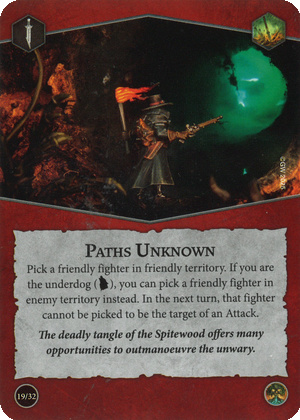 PATHS UNKNOWN
Pick a friendly fighter in friendly territory. If you are
the underdog ( ), you can pick a friendly fighter in
enemy territory instead. In the next turn, that fighter
cannot be picked to be the target of an Attack.
The deadly tangle of the Spitewood offers many
opportunities to outmanoeuvre the unwary.
19/32